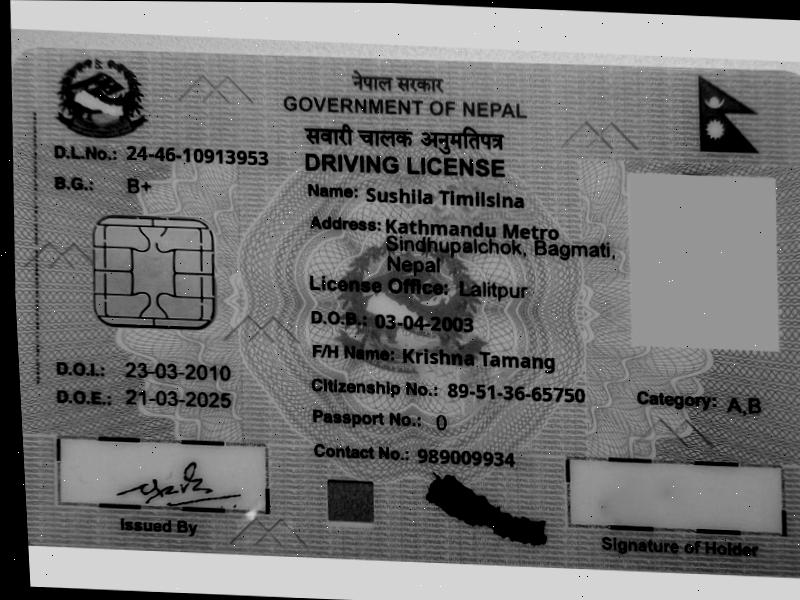 नेपाल सरकार
GOVERNMENT OF NEPAL
सवारी चालक अनुमतिपत्र
DRIVING LICENSE
D.L.No.: 24-46-10913953
B.G.: B+
Name: Sushila Timilsina
Address: Kathmandu Metro
Sindhupalchok, Bagmati,
Nepal
License Office: Lalitpur
D.O.B.: 03-04-2003
F/H Name: Krishna Tamang
D.O.I.: 23-03-2010
D.O.E.: 21-03-2025
Citizenship No.: 89-51-36-65750
Category: A,B
Passport No.: 0
Contact No.: 989009934
Issued By
Signature of Holder